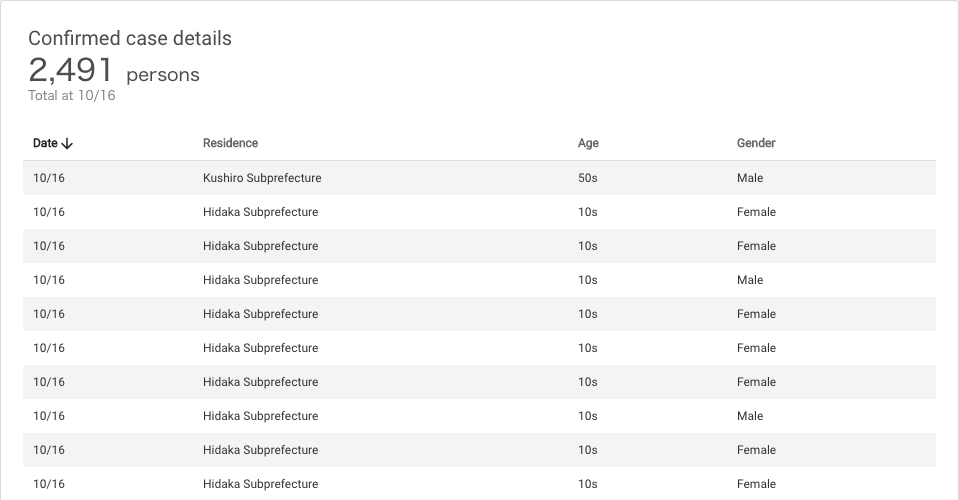 Confirmed case details
2,491 persons
Total at 10/16
Date Residence Age Gender
10/16 Kushiro Subprefecture 50s Male
10/16 Hidaka Subprefecture 10s Female
10/16 Hidaka Subprefecture 10s Female
10/16 Hidaka Subprefecture 10s Male
10/16 Hidaka Subprefecture 10s Female
10/16 Hidaka Subprefecture 10s Female
10/16 Hidaka Subprefecture 10s Female
10/16 Hidaka Subprefecture 10s Male
10/16 Hidaka Subprefecture 10s Female
10/16 Hidaka Subprefecture 10s Female